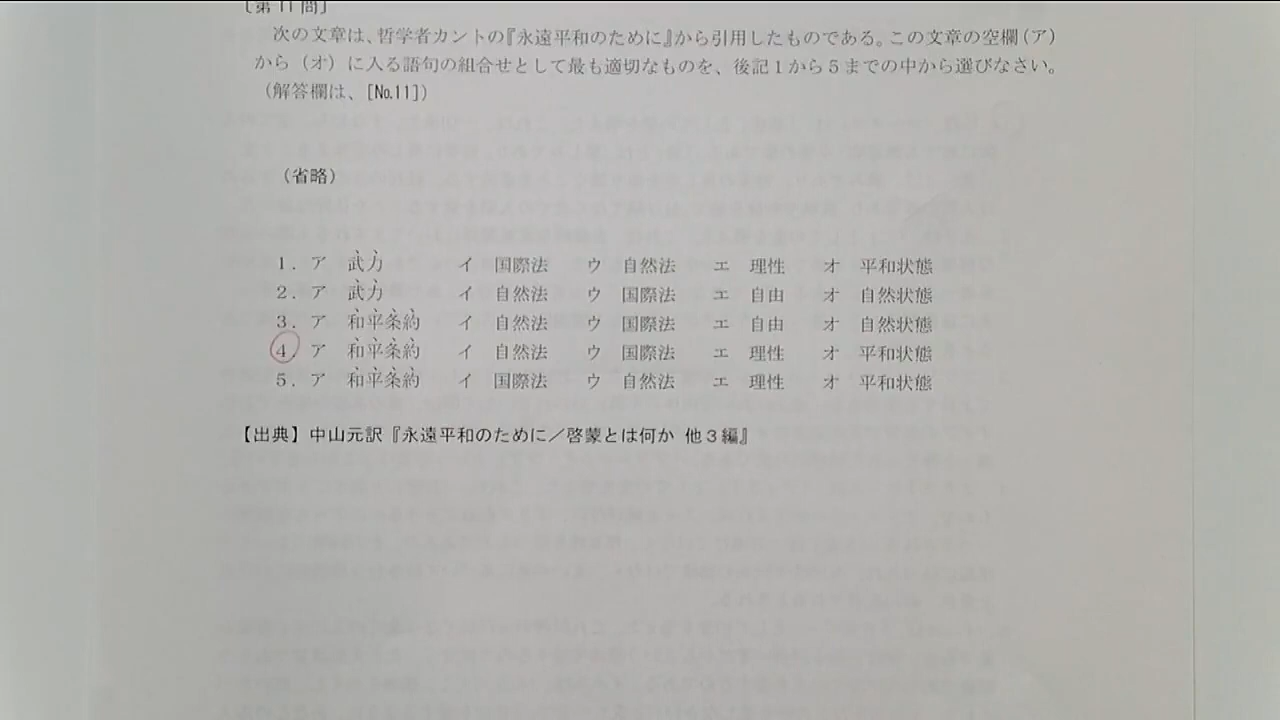 〔第11問〕
次の文章は、哲学者カントの『永遠平和のために』から引用したものである。この文章の空欄（ア）
から（オ）に入る語句の組合せとして最も適切なものを、後記１から５までの中から選びなさい。
（解答欄は、[No.11]）
（省略）
１．ア　武力　イ　国際法　ウ　自然法　エ　理性　オ　平和状態
２．ア　武力　イ　自然法　ウ　国際法　エ　自由　オ　自然状態
３．ア　和平条約　イ　自然法　ウ　国際法　エ　自由　オ　自然状態
４．ア　和平条約　イ　自然法　ウ　国際法　エ　理性　オ　平和状態
５．ア　和平条約　イ　国際法　ウ　自然法　エ　理性　オ　平和状態
【出典】中山元訳『永遠平和のために／啓蒙とは何か 他３編』